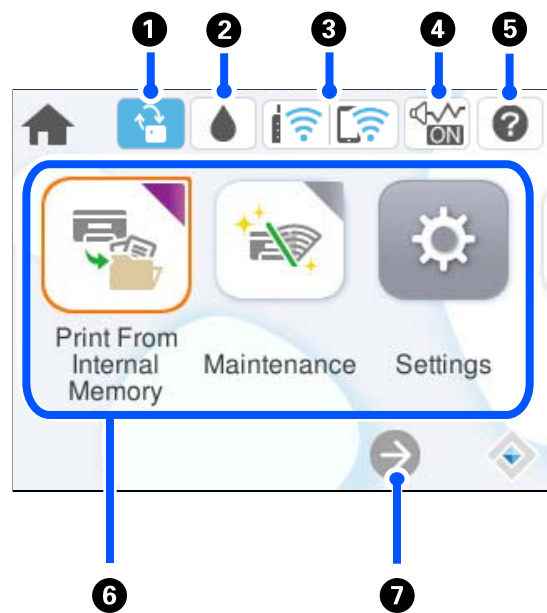 1 2 3 4 5
ON ?
Print From
Internal
Memory
Maintenance
Settings
6 7